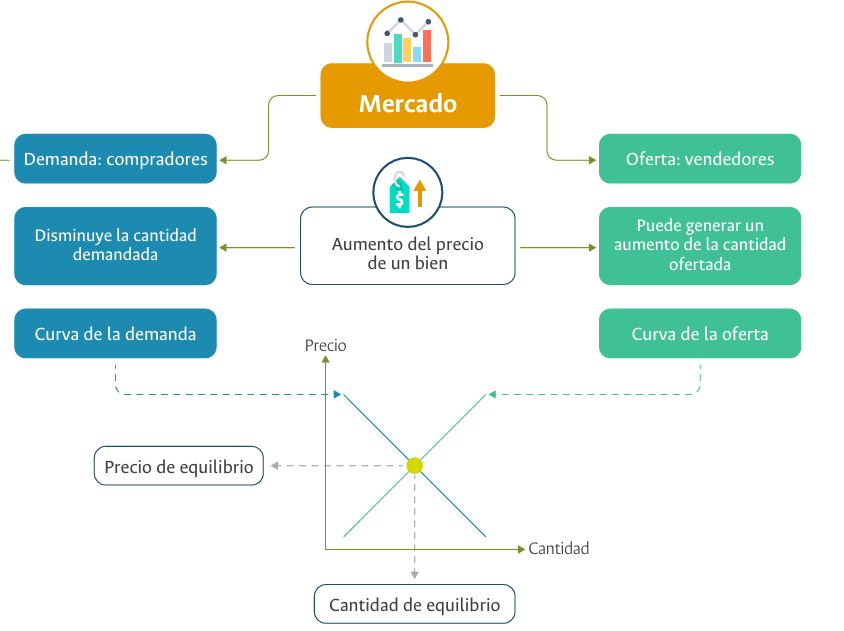 Mercado
Demanda: compradores
Oferta: vendedores
Disminuye la cantidad
demandada
Aumento del precio
de un bien
Puede generar un
aumento de la cantidad
ofertada
Curva de la demanda
Curva de la oferta
Precio
Precio de equilibrio
Cantidad
Cantidad de equilibrio